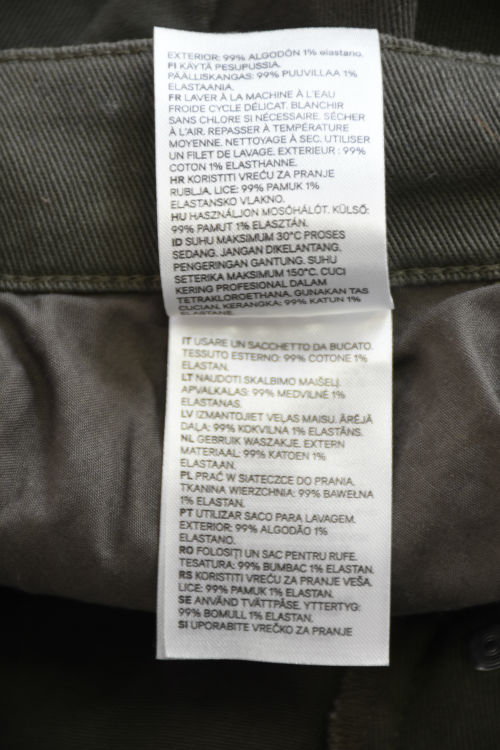 EXTERIOR: 99% ALGODÓN 1% elastano.
FI KÄYTÄ PESUPUSSIA.
PÄÄLLISKANGAS: 99% PUUVILLAA 1%
ELASTAANIA.
FR LAVER À LA MACHINE À L'EAU
FROIDE CYCLE DÉLICAT. BLANCHIR
SANS CHLORE SI NÉCESSAIRE. SÉCHER
À L'AIR. REPASSER À TEMPÉRATURE
MOYENNE. NETTOYAGE À SEC. UTILISER
UN FILET DE LAVAGE. EXTERIEUR : 99%
COTON 1% ELASTHANNE.
HR KORISTITI VREĆU ZA PRANJE
RUBLJA. LICE: 99% PAMUK 1%
ELASTANSKO VLAKNO.
HU HASZNÁLJON MOSÓHÁLÓT. KÜLSŐ:
99% PAMUT 1% ELASZTÁN.
ID SUHU MAKSIMUM 30°C PROSES
SEDANG. JANGAN DIKELANTANG.
PENGERINGAN GANTUNG. SUHU
SETERIKA MAKSIMUM 150°C. CUCI
KERING PROFESIONAL DALAM
TETRAKLOROETHANA. GUNAKAN TAS
CUCIAN. KERANGKA: 99% KATUN 1%
ELASTANE.
IT USARE UN SACCHETTO DA BUCATO.
TESSUTO ESTERNO: 99% COTONE 1%
ELASTAN.
LT NAUDOTI SKALBIMO MAIŠELĮ.
APVALKALAS: 99% MEDVILNĖ 1%
ELASTANAS.
LV IZMANTOJIET VEĻAS MAISU. ĀRĒJĀ
DAĻA: 99% KOKVILNA 1% ELASTĀNS.
NL GEBRUIK WASZAKJE. EXTERN
MATERIAAL: 99% KATOEN 1%
ELASTAAN.
PL PRAĆ W SIATECZCE DO PRANIA.
TKANINA WIERZCHNIA: 99% BAWEŁNA
1% ELASTAN.
PT UTILIZAR SACO PARA LAVAGEM.
EXTERIOR: 99% ALGODÃO 1%
ELASTANO.
RO FOLOSIȚI UN SAC PENTRU RUFE.
TESATURA: 99% BUMBAC 1% ELASTAN.
RS KORISTITI VREĆU ZA PRANJE VEŠA.
LICE: 99% PAMUK 1% ELASTAN.
SE ANVÄND TVÄTTPÅSE. YTTERTYG:
99% BOMULL 1% ELASTAN.
SI UPORABITE VREČKO ZA PRANJE